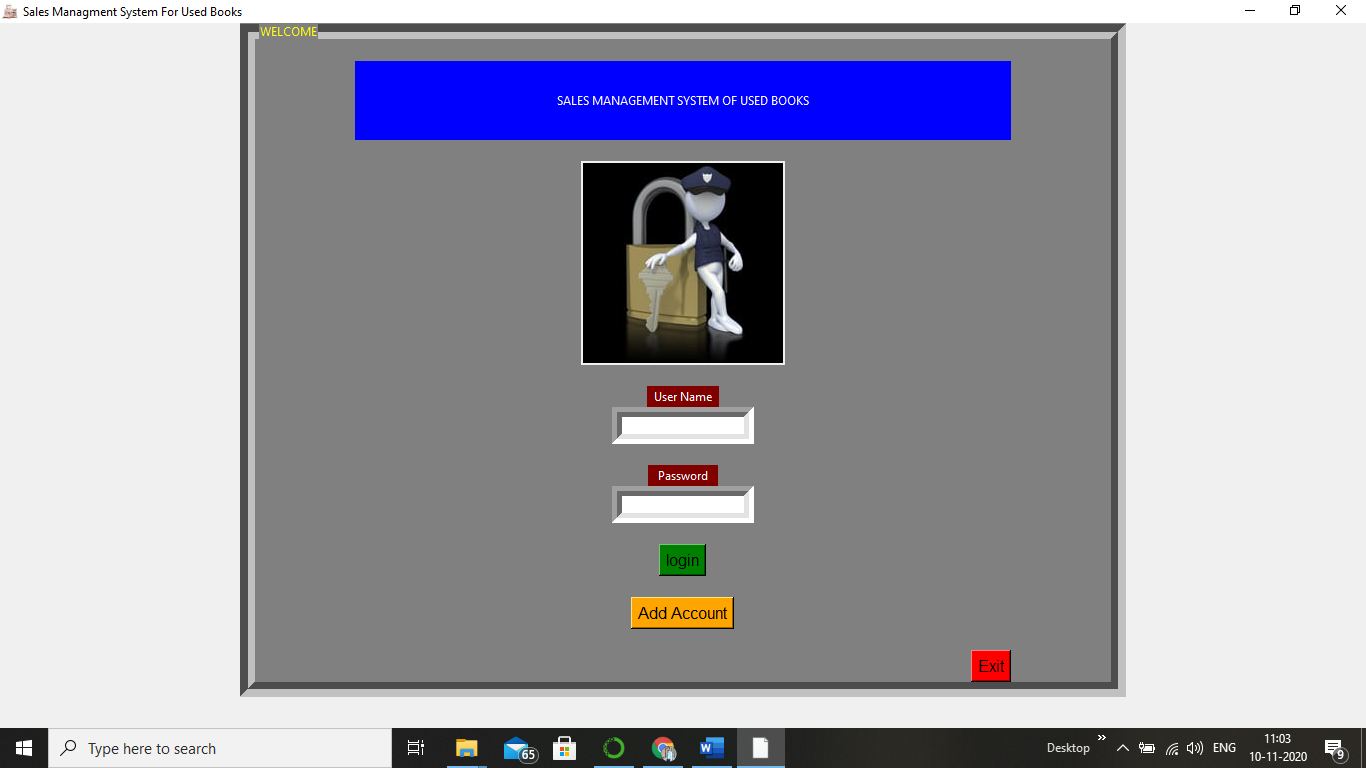 Sales Managment System For Used Books
WELCOME
SALES MANAGEMENT SYSTEM OF USED BOOKS
User Name
Password
login
Add Account
Exit
Type here to search
65
W
Desktop
ENG
11:03
10-11-2020
9